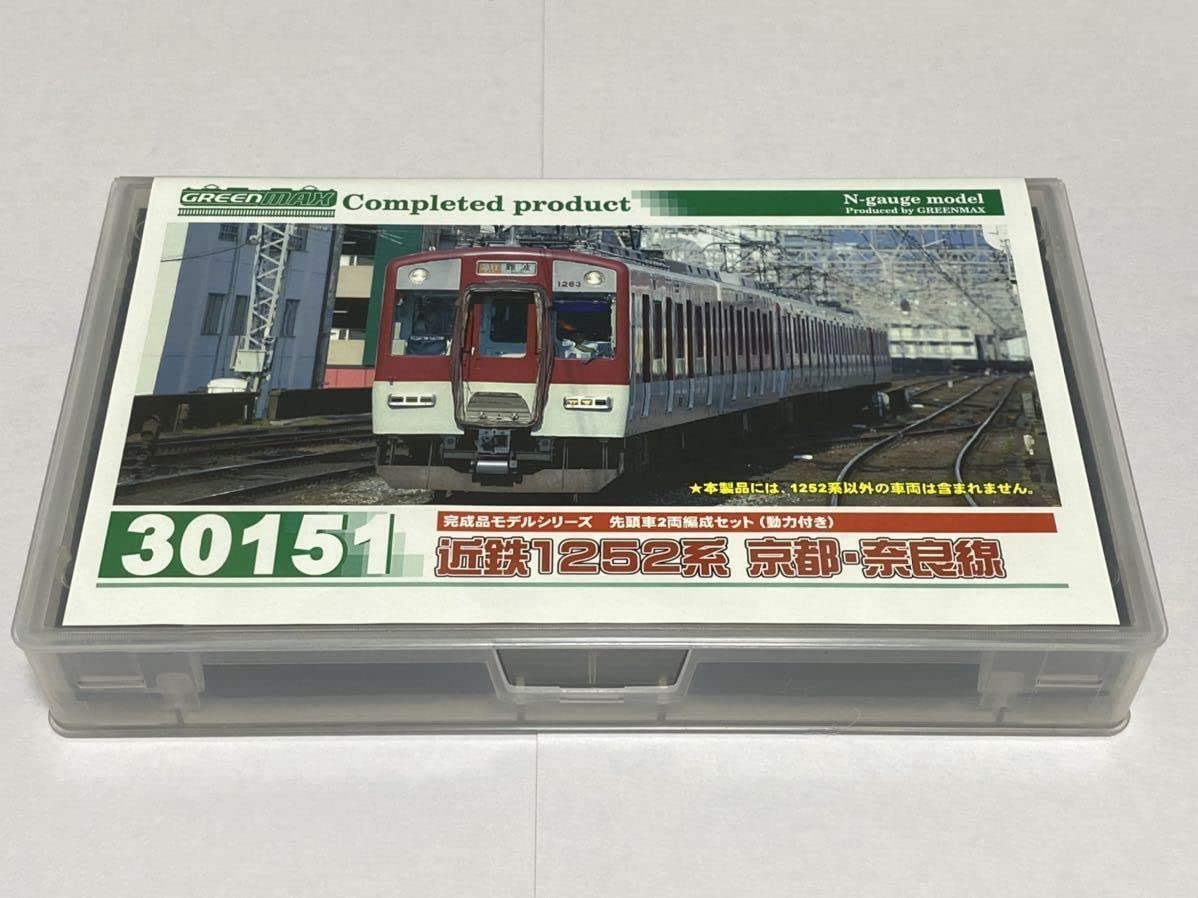 GREENMAX Completed product
N-gauge model
Produced by GREENMAX
難波
1263
★本製品には、1252系以外の車両は含まれません。
30151
完成品モデルシリーズ 先頭車2両編成セット(動力付き)
近鉄1252系 京都・奈良線